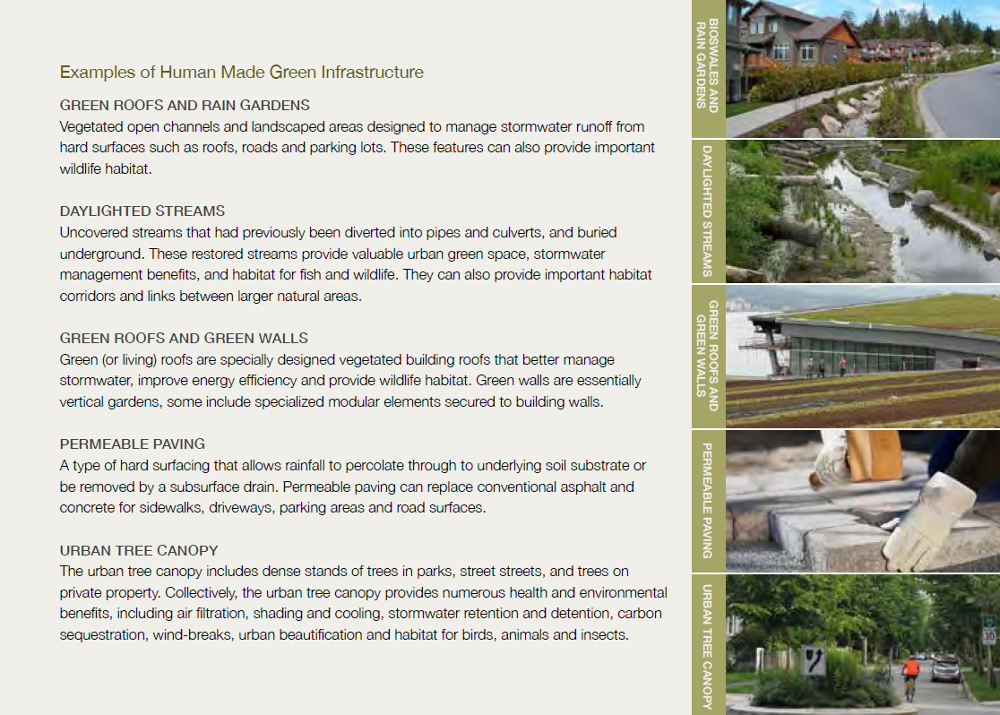 Examples of Human Made Green Infrastructure
GREEN ROOFS AND RAIN GARDENS
Vegetated open channels and landscaped areas designed to manage stormwater runoff from
hard surfaces such as roofs, roads and parking lots. These features can also provide important
wildlife habitat.
DAYLIGHTED STREAMS
Uncovered streams that had previously been diverted into pipes and culverts, and buried
underground. These restored streams provide valuable urban green space, stormwater
management benefits, and habitat for fish and wildlife. They can also provide important habitat
corridors and links between larger natural areas.
GREEN ROOFS AND GREEN WALLS
Green (or living) roofs are specially designed vegetated building roofs that better manage
stormwater, improve energy efficiency and provide wildlife habitat. Green walls are essentially
vertical gardens, some include specialized modular elements secured to building walls.
PERMEABLE PAVING
A type of hard surfacing that allows rainfall to percolate through to underlying soil substrate or
be removed by a subsurface drain. Permeable paving can replace conventional asphalt and
concrete for sidewalks, driveways, parking areas and road surfaces.
URBAN TREE CANOPY
The urban tree canopy includes dense stands of trees in parks, street streets, and trees on
private property. Collectively, the urban tree canopy provides numerous health and environmental
benefits, including air filtration, shading and cooling, stormwater retention and detention, carbon
sequestration, wind-breaks, urban beautification and habitat for birds, animals and insects.
BIOSWALES AND
RAIN GARDENS
DAYLIGHTED STREAMS
GREEN ROOFS AND
GREEN WALLS
PERMEABLE PAVING
URBAN TREE CANOPY
30